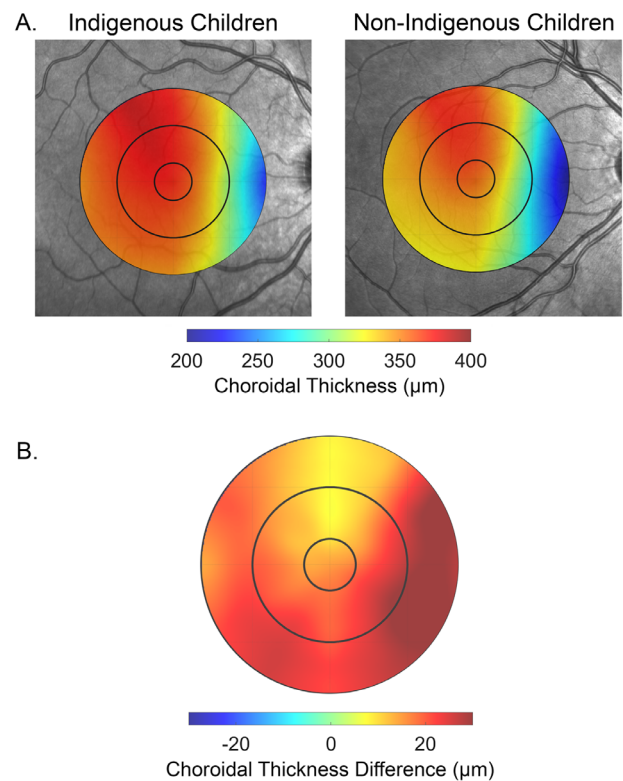 A.
Indigenous Children
Non-Indigenous Children
200 250 300 350 400
Choroidal Thickness (µm)
B.
-20 0 20
Choroidal Thickness Difference (µm)